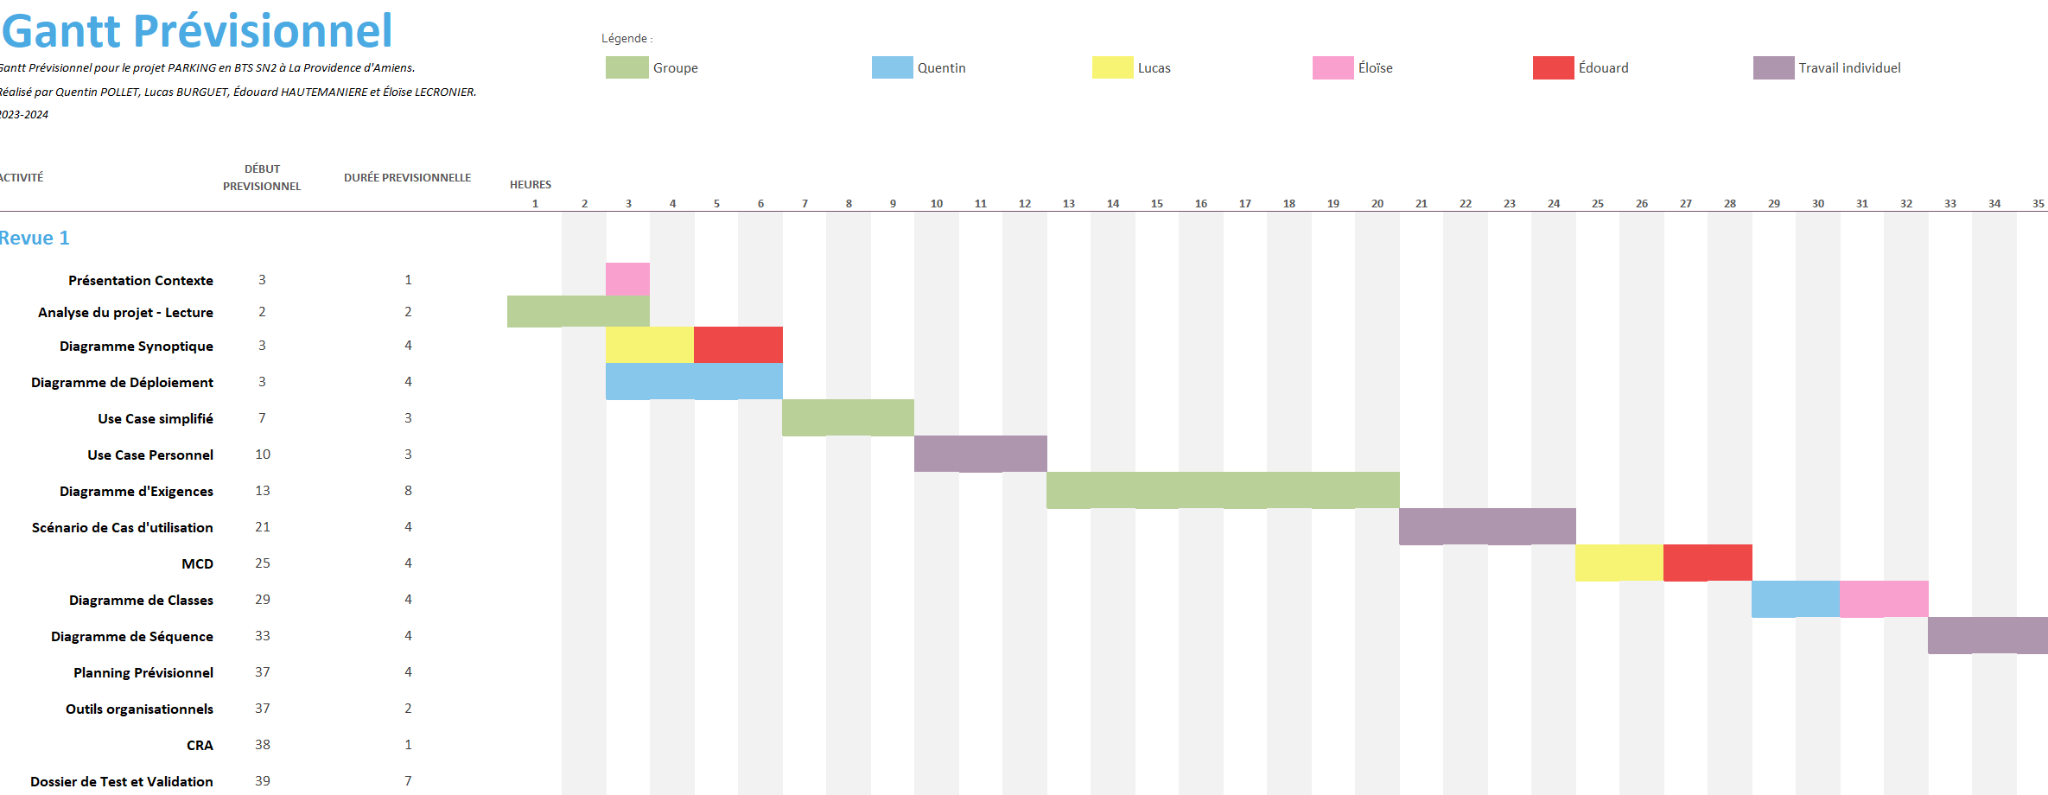 Gantt Prévisionnel
Gantt Prévisionnel pour le projet PARKING en BTS SN2 à La Providence d'Amiens.
Réalisé par Quentin POLLET, Lucas BURGUET, Édouard HAUTEMANIERE et Éloïse LECRONIER.
2023-2024
Légende :
Groupe Quentin Lucas Éloïse Édouard Travail individuel
ACTIVITÉ DÉBUT PREVISIONNEL DURÉE PREVISIONNELLE HEURES
1 2 3 4 5 6 7 8 9 10 11 12 13 14 15 16 17 18 19 20 21 22 23 24 25 26 27 28 29 30 31 32 33 34 35
Revue 1
Présentation Contexte 3 1
Analyse du projet - Lecture 2 2
Diagramme Synoptique 3 4
Diagramme de Déploiement 3 4
Use Case simplifié 7 3
Use Case Personnel 10 3
Diagramme d'Exigences 13 8
Scénario de Cas d'utilisation 21 4
MCD 25 4
Diagramme de Classes 29 4
Diagramme de Séquence 33 4
Planning Prévisionnel 37 4
Outils organisationnels 37 2
CRA 38 1
Dossier de Test et Validation 39 7